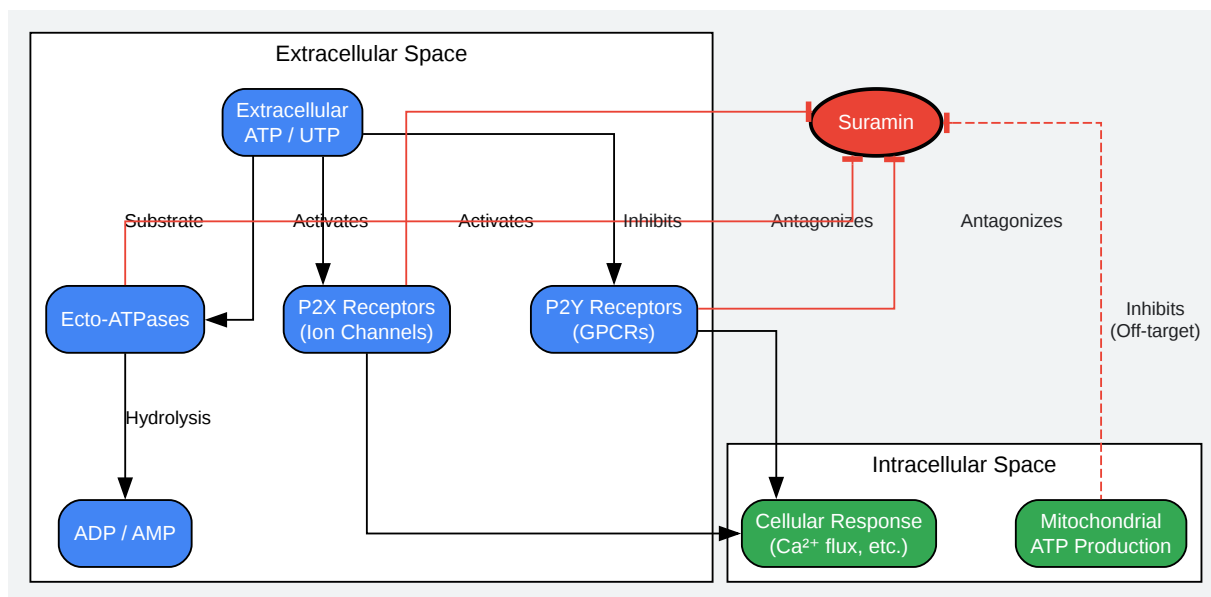 Extracellular Space
Extracellular
ATP / UTP
Suramin
Substrate
Activates
Activates
Inhibits
Antagonizes
Antagonizes
Ecto-ATPases
P2X Receptors
(Ion Channels)
P2Y Receptors
(GPCRs)
Inhibits
(Off-target)
Hydrolysis
Intracellular Space
ADP / AMP
Cellular Response
(Ca²⁺ flux, etc.)
Mitochondrial
ATP Production